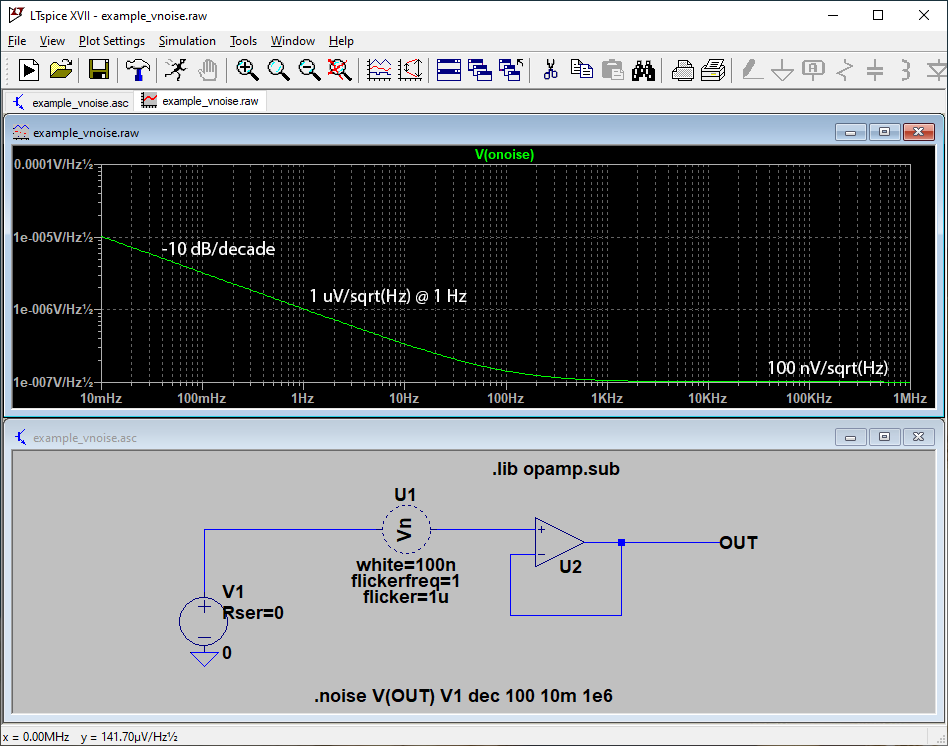 LTspice XVII - example_vnoise.raw
File View Plot Settings Simulation Tools Window Help
example_vnoise.asc example_vnoise.raw
example_vnoise.raw
V(onoise)
0.0001V/Hz½
1e-005V/Hz½
-10 dB/decade
1 uV/sqrt(Hz) @ 1 Hz
1e-006V/Hz½
100 nV/sqrt(Hz)
1e-007V/Hz½
10mHz 100mHz 1Hz 10Hz 100Hz 1KHz 10KHz 100KHz 1MHz
example_vnoise.asc
.lib opamp.sub
U1
Vn
+
OUT
white=100n
U2
flickerfreq=1
flicker=1u
V1
Rser=0
0
.noise V(OUT) V1 dec 100 10m 1e6
x = 0.00MHz y = 141.70µV/Hz½